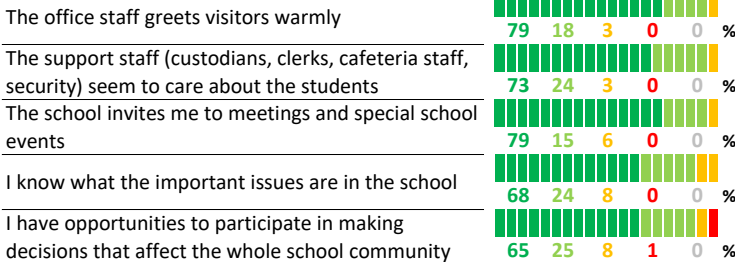 The office staff greets visitors warmly
79 18 3 0 0 %
The support staff (custodians, clerks, cafeteria staff,
security) seem to care about the students
73 24 3 0 0 %
The school invites me to meetings and special school
events
79 15 6 0 0 %
I know what the important issues are in the school
68 24 8 0 0 %
I have opportunities to participate in making
decisions that affect the whole school community
65 25 8 1 0 %